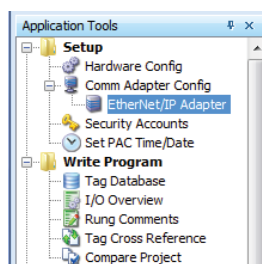 Application Tools
Setup
Hardware Config
Comm Adapter Config
EtherNet/IP Adapter
Security Accounts
Set PAC Time/Date
Write Program
Tag Database
I/O Overview
Rung Comments
Tag Cross Reference
Compare Project